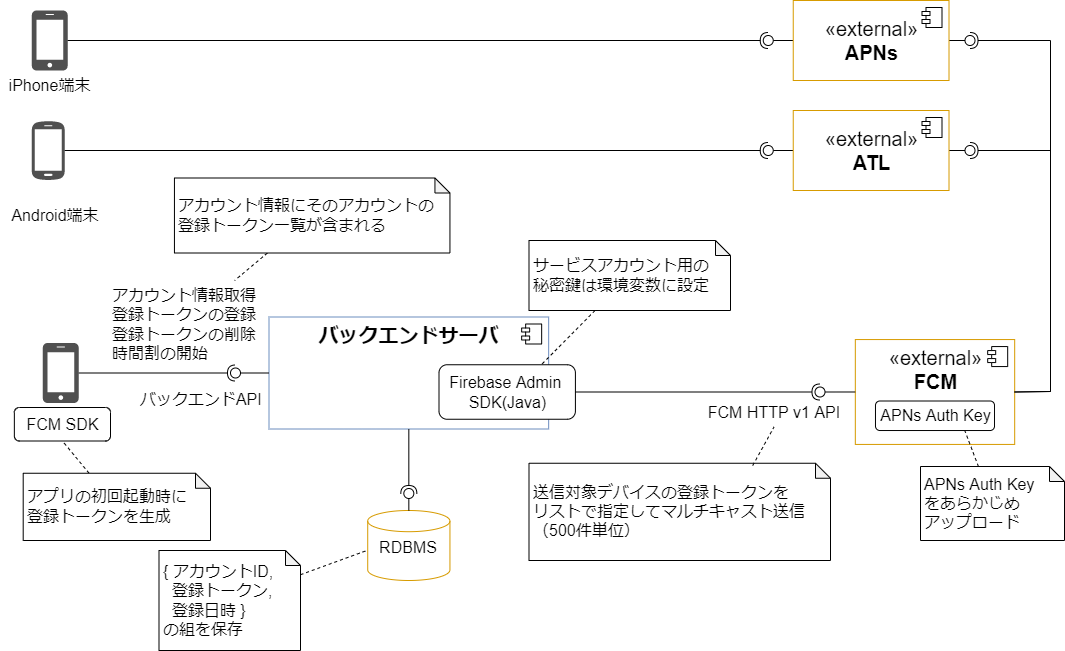 iPhone端末
«external»
APNs
«external»
ATL
Android端末
アカウント情報にそのアカウントの
登録トークン一覧が含まれる
サービスアカウント用の
秘密鍵は環境変数に設定
アカウント情報取得
登録トークンの登録
登録トークンの削除
時間割の開始
バックエンドAPI
バックエンドサーバ
Firebase Admin
SDK(Java)
FCM HTTP v1 API
«external»
FCM
APNs Auth Key
FCM SDK
アプリの初回起動時に
登録トークンを生成
送信対象デバイスの登録トークンを
リストで指定してマルチキャスト送信
（500件単位）
APNs Auth Key
をあらかじめ
アップロード
RDBMS
{ アカウントID,
登録トークン,
登録日時 }
の組を保存